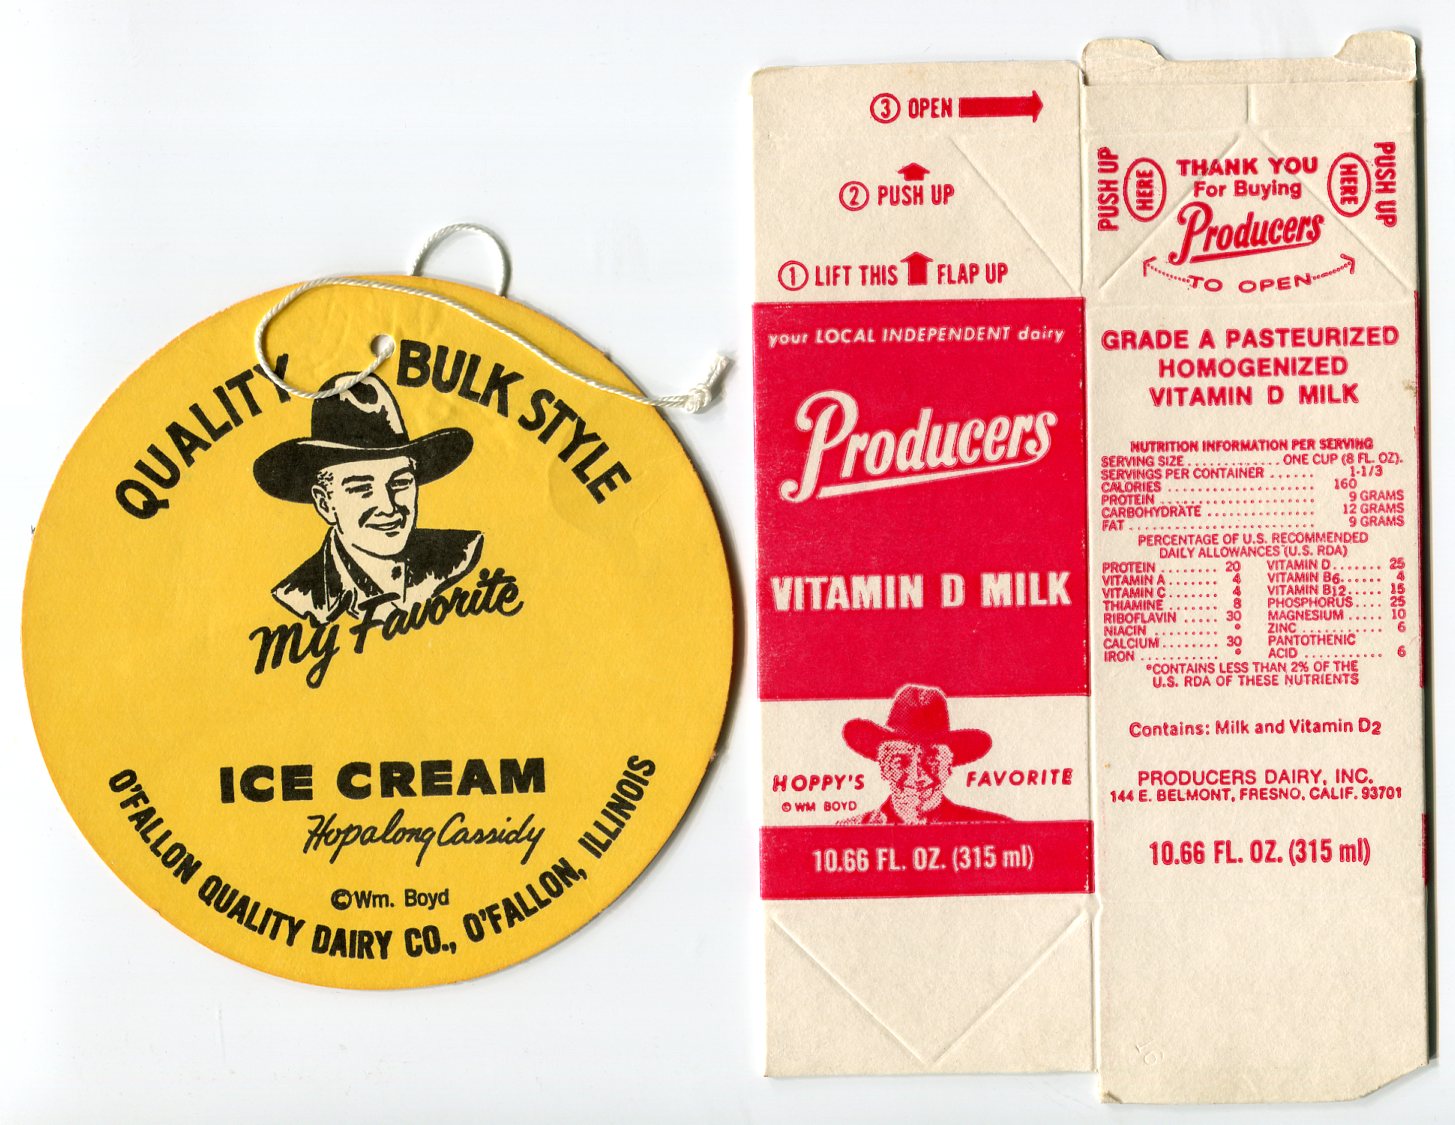 QUALITY BULK STYLE
My Favorite
ICE CREAM
Hopalong Cassidy
©Wm. Boyd
O'FALLON QUALITY DAIRY CO., O'FALLON, ILLINOIS
3 OPEN
2 PUSH UP
1 LIFT THIS FLAP UP
your LOCAL INDEPENDENT dairy
Producers
VITAMIN D MILK
HOPPY'S FAVORITE
© WM BOYD
10.66 FL. OZ. (315 ml)
PUSH UP
HERE
THANK YOU
For Buying
Producers
TO OPEN
HERE
PUSH UP
GRADE A PASTEURIZED
HOMOGENIZED
VITAMIN D MILK
NUTRITION INFORMATION PER SERVING
SERVING SIZE ............. ONE CUP (8 FL. OZ).
SERVINGS PER CONTAINER ...... 1-1/3
CALORIES ...................... 160
PROTEIN ...................... 9 GRAMS
CARBOHYDRATE ................ 12 GRAMS
FAT .......................... 9 GRAMS
PERCENTAGE OF U.S. RECOMMENDED
DAILY ALLOWANCES (U.S. RDA)
PROTEIN ........ 20 VITAMIN D ....... 25
VITAMIN A ....... 4 VITAMIN B6 ...... 4
VITAMIN C ....... 4 VITAMIN B12 ..... 15
THIAMINE ....... 8 PHOSPHORUS .... 25
RIBOFLAVIN ..... 30 MAGNESIUM ..... 10
NIACIN ......... * ZINC ............ 6
CALCIUM ........ 30 PANTOTHENIC
IRON ........... * ACID ........... 6
*CONTAINS LESS THAN 2% OF THE
U.S. RDA OF THESE NUTRIENTS
Contains: Milk and Vitamin D2
PRODUCERS DAIRY, INC.
144 E. BELMONT, FRESNO, CALIF. 93701
10.66 FL. OZ. (315 ml)